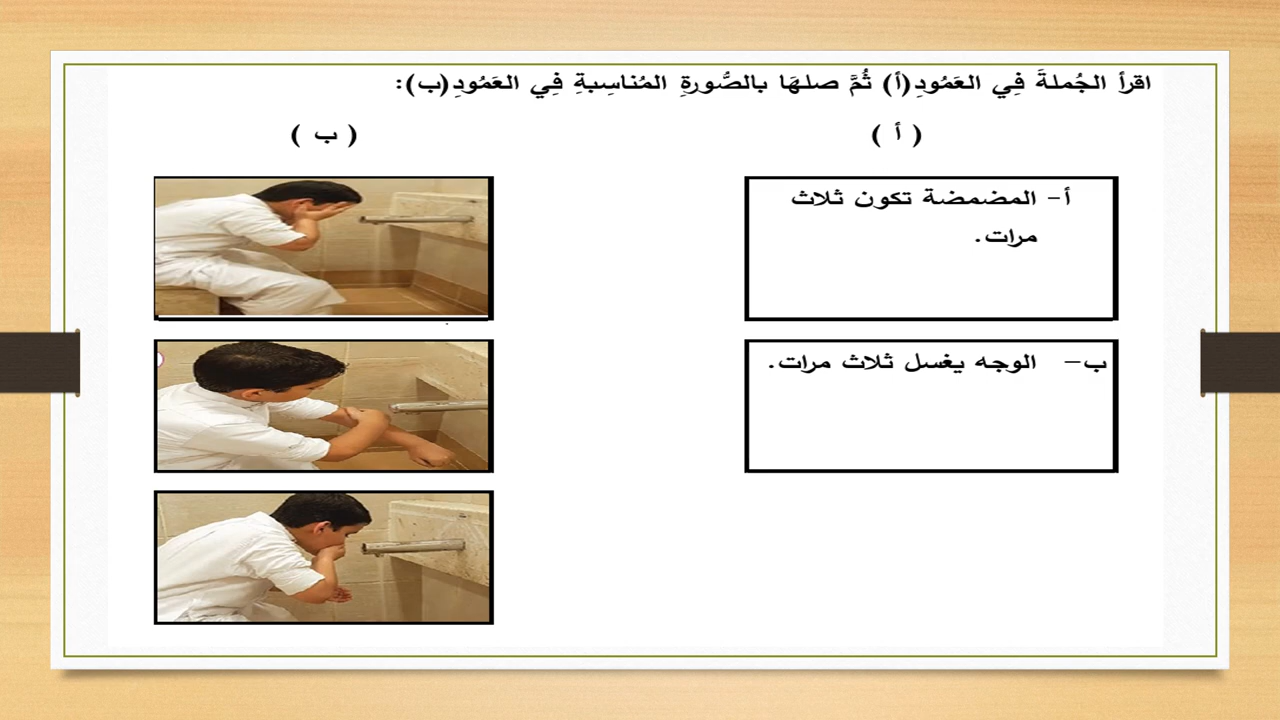 اقرأ الجُملةَ فِي العَمُودِ(أ) ثُمَّ صلهَا بالصُّورةِ المُناسِبةِ فِي العَمُودِ(ب):
( أ )
( ب )
أ- المضمضة تكون ثلاث
مرات.
ب– الوجه يغسل ثلاث مرات.